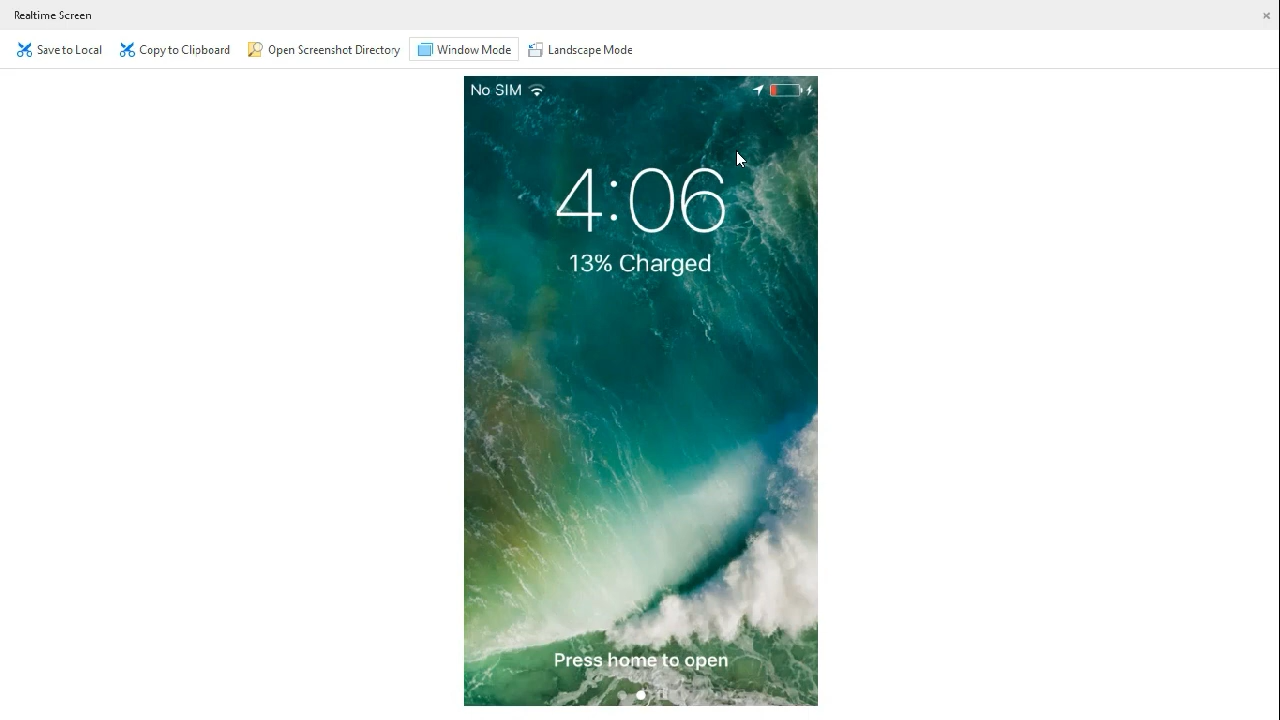 Realtime Screen
Save to Local Copy to Clipboard Open Screenshot Directory Window Mode Landscape Mode
No SIM
4:06
13% Charged
Press home to open